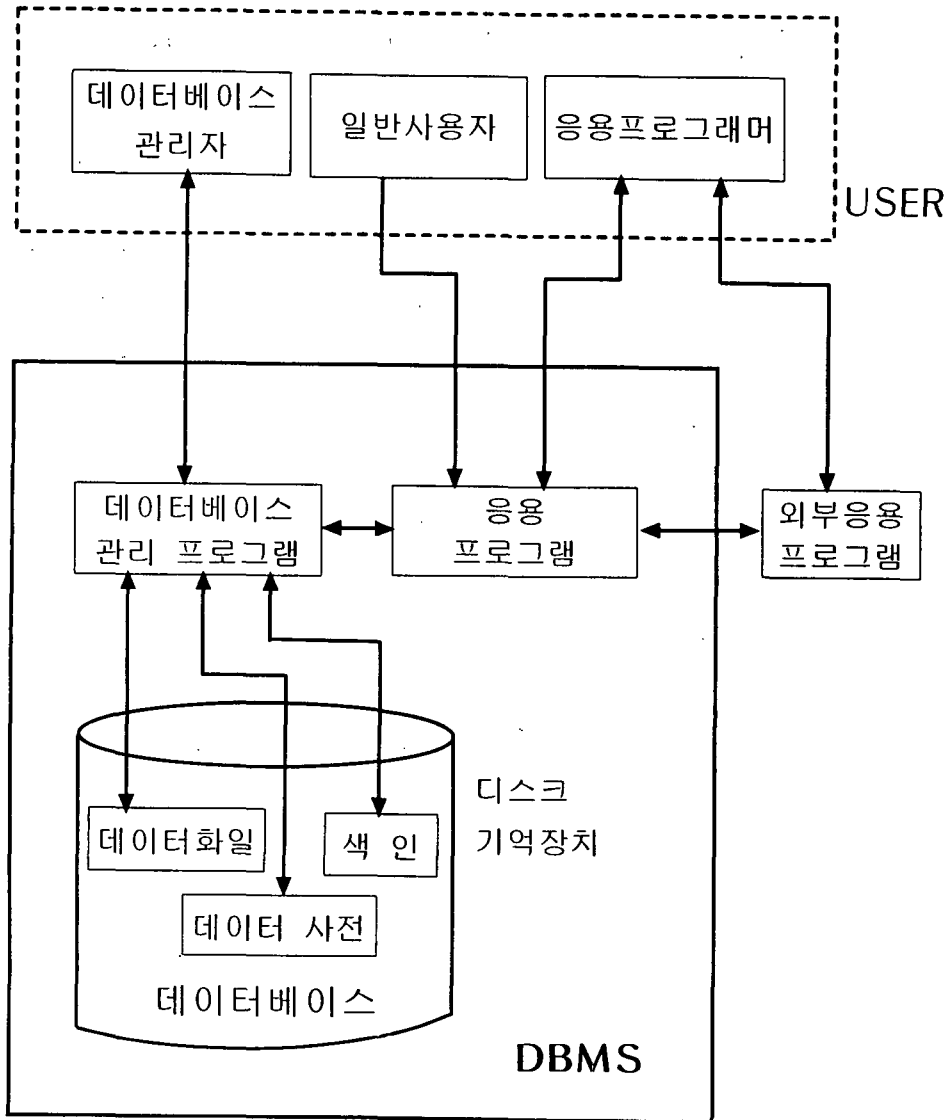 데이터베이스
관리자
일반사용자
응용프로그래머
USER
데이터베이스
관리 프로그램
응용
프로그램
외부응용
프로그램
데이터화일
색 인
디스크
기억장치
데이터 사전
데이터베이스
DBMS